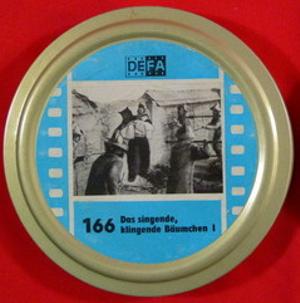 DEFA
166 Das singende,
klingende Bäumchen I